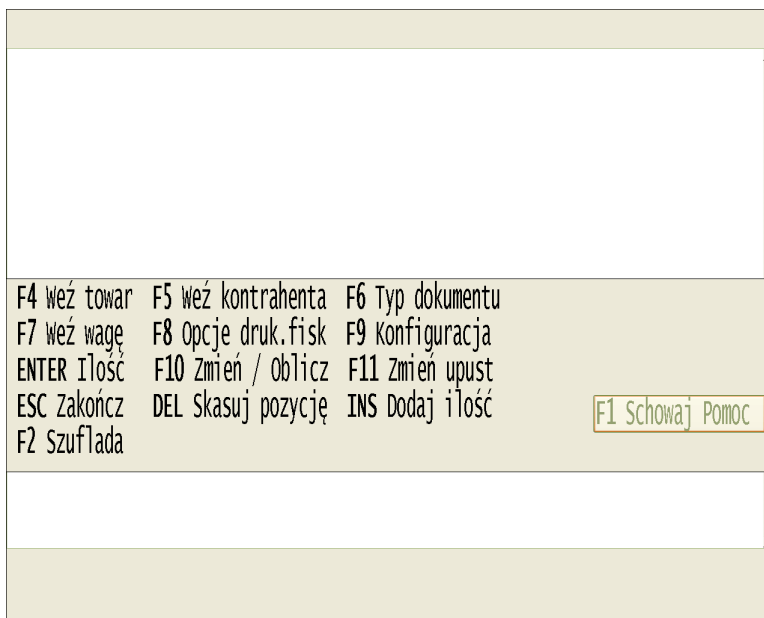 F4 Weź towar F5 Weź kontrahenta F6 Typ dokumentu
F7 Weź wagę F8 Opcje druk.fisk F9 Konfiguracja
ENTER Ilość F10 Zmień / Oblicz F11 Zmień upust
ESC Zakończ DEL Skasuj pozycję INS Dodaj ilość F1 Schowaj Pomoc
F2 Szuflada